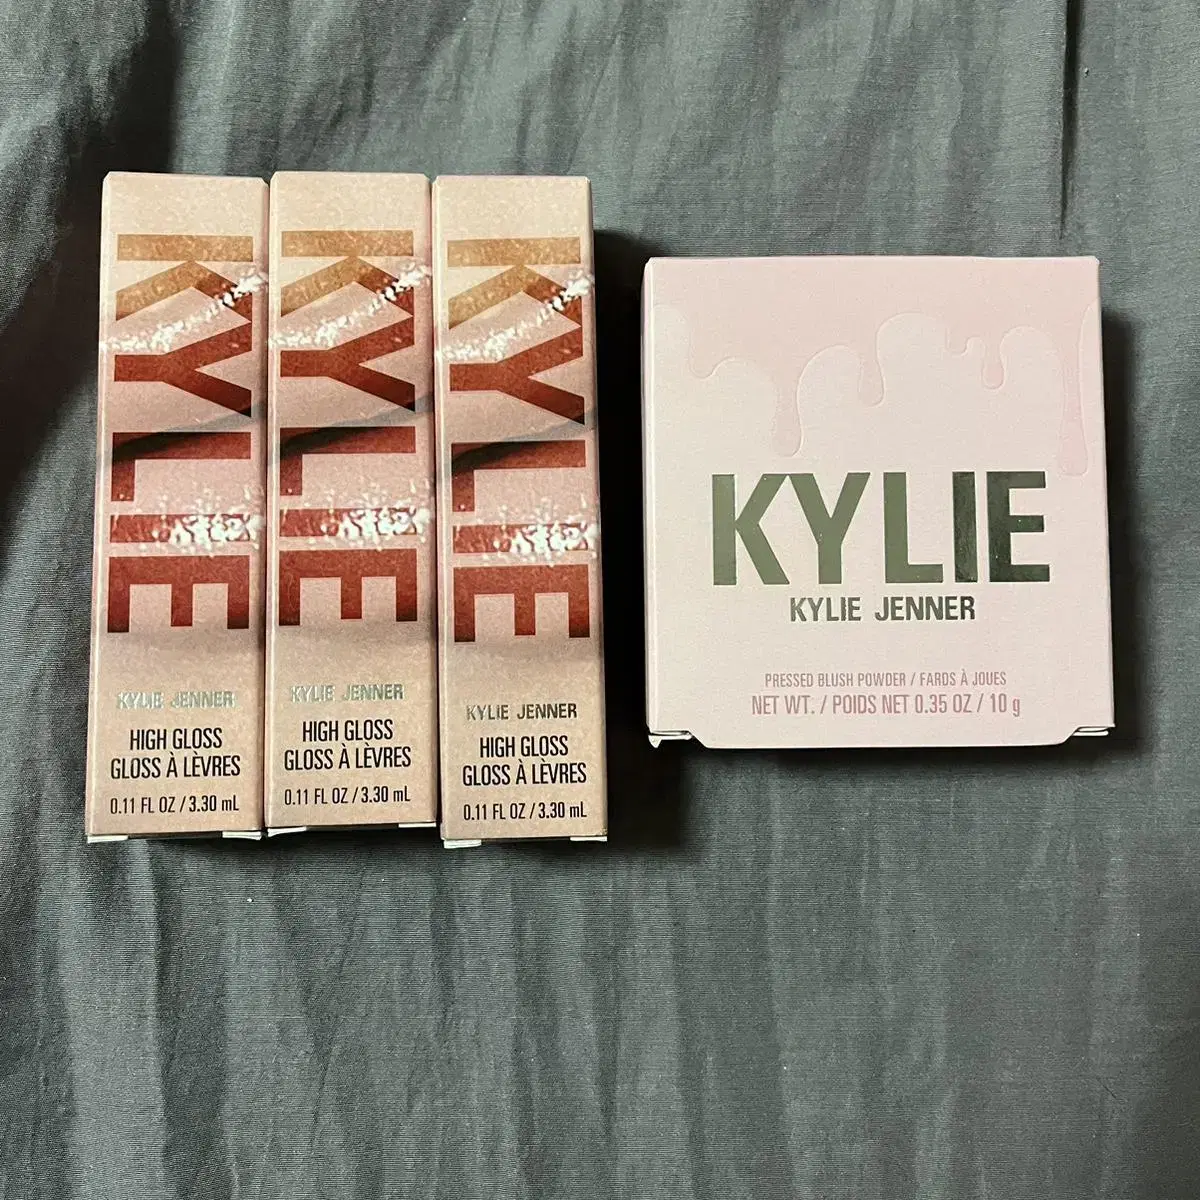 KYLIE
KYLIE JENNER
HIGH GLOSS
GLOSS À LÈVRES
0.11 FL OZ / 3.30 mL
KYLIE
KYLIE JENNER
HIGH GLOSS
GLOSS À LÈVRES
0.11 FL OZ / 3.30 mL
KYLIE
KYLIE JENNER
HIGH GLOSS
GLOSS À LÈVRES
0.11 FL OZ / 3.30 mL
KYLIE
KYLIE JENNER
PRESSED BLUSH POWDER / FARDS À JOUES
NET WT. / POIDS NET 0.35 OZ / 10 g